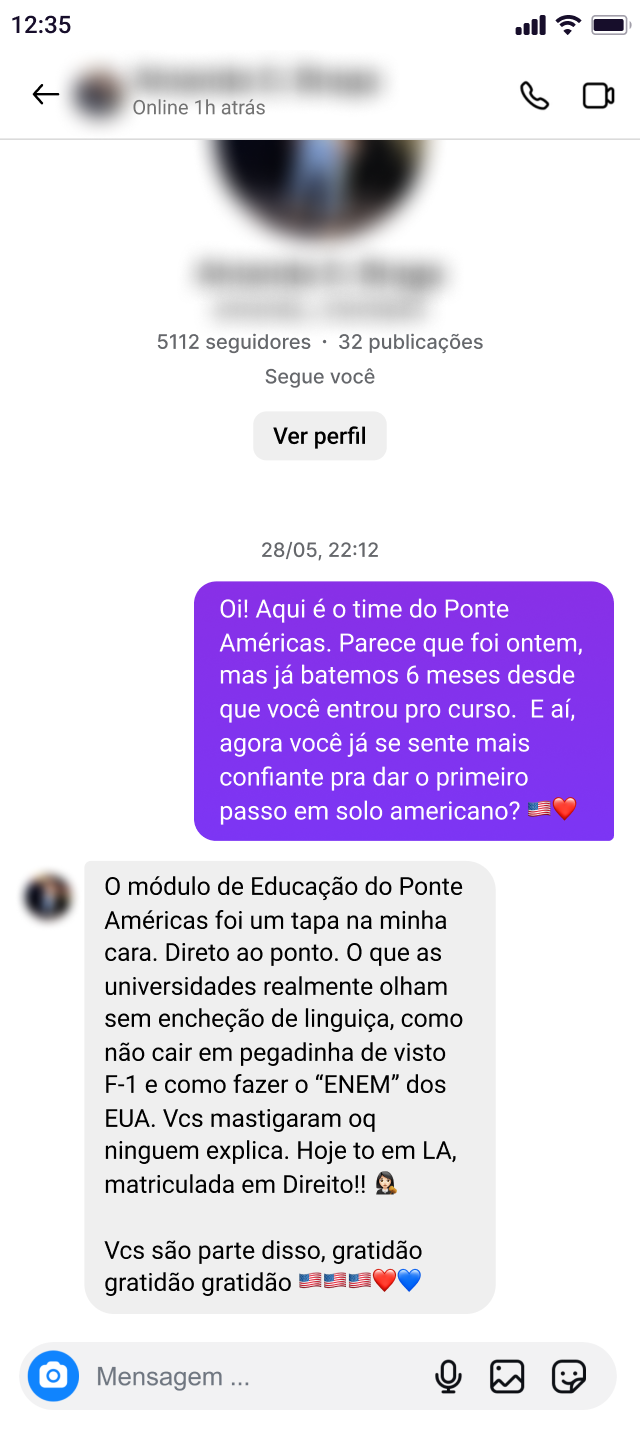 12:35
Online 1h atrás
5112 seguidores · 32 publicações
Segue você
Ver perfil
28/05, 22:12
Oi! Aqui é o time do Ponte
Américas. Parece que foi ontem,
mas já batemos 6 meses desde
que você entrou pro curso.  E aí,
agora você já se sente mais
confiante pra dar o primeiro
passo em solo americano? 🇺🇸❤️
O módulo de Educação do Ponte
Américas foi um tapa na minha
cara. Direto ao ponto. O que as
universidades realmente olham
sem encheção de linguiça, como
não cair em pegadinha de visto
F-1 e como fazer o “ENEM” dos
EUA. Vcs mastigaram oq
ninguem explica. Hoje to em LA,
matriculada em Direito!! 👩🏻‍🎓
Vcs são parte disso, gratidão
gratidão gratidão 🇺🇸🇺🇸🇺🇸❤️💙
Mensagem ...